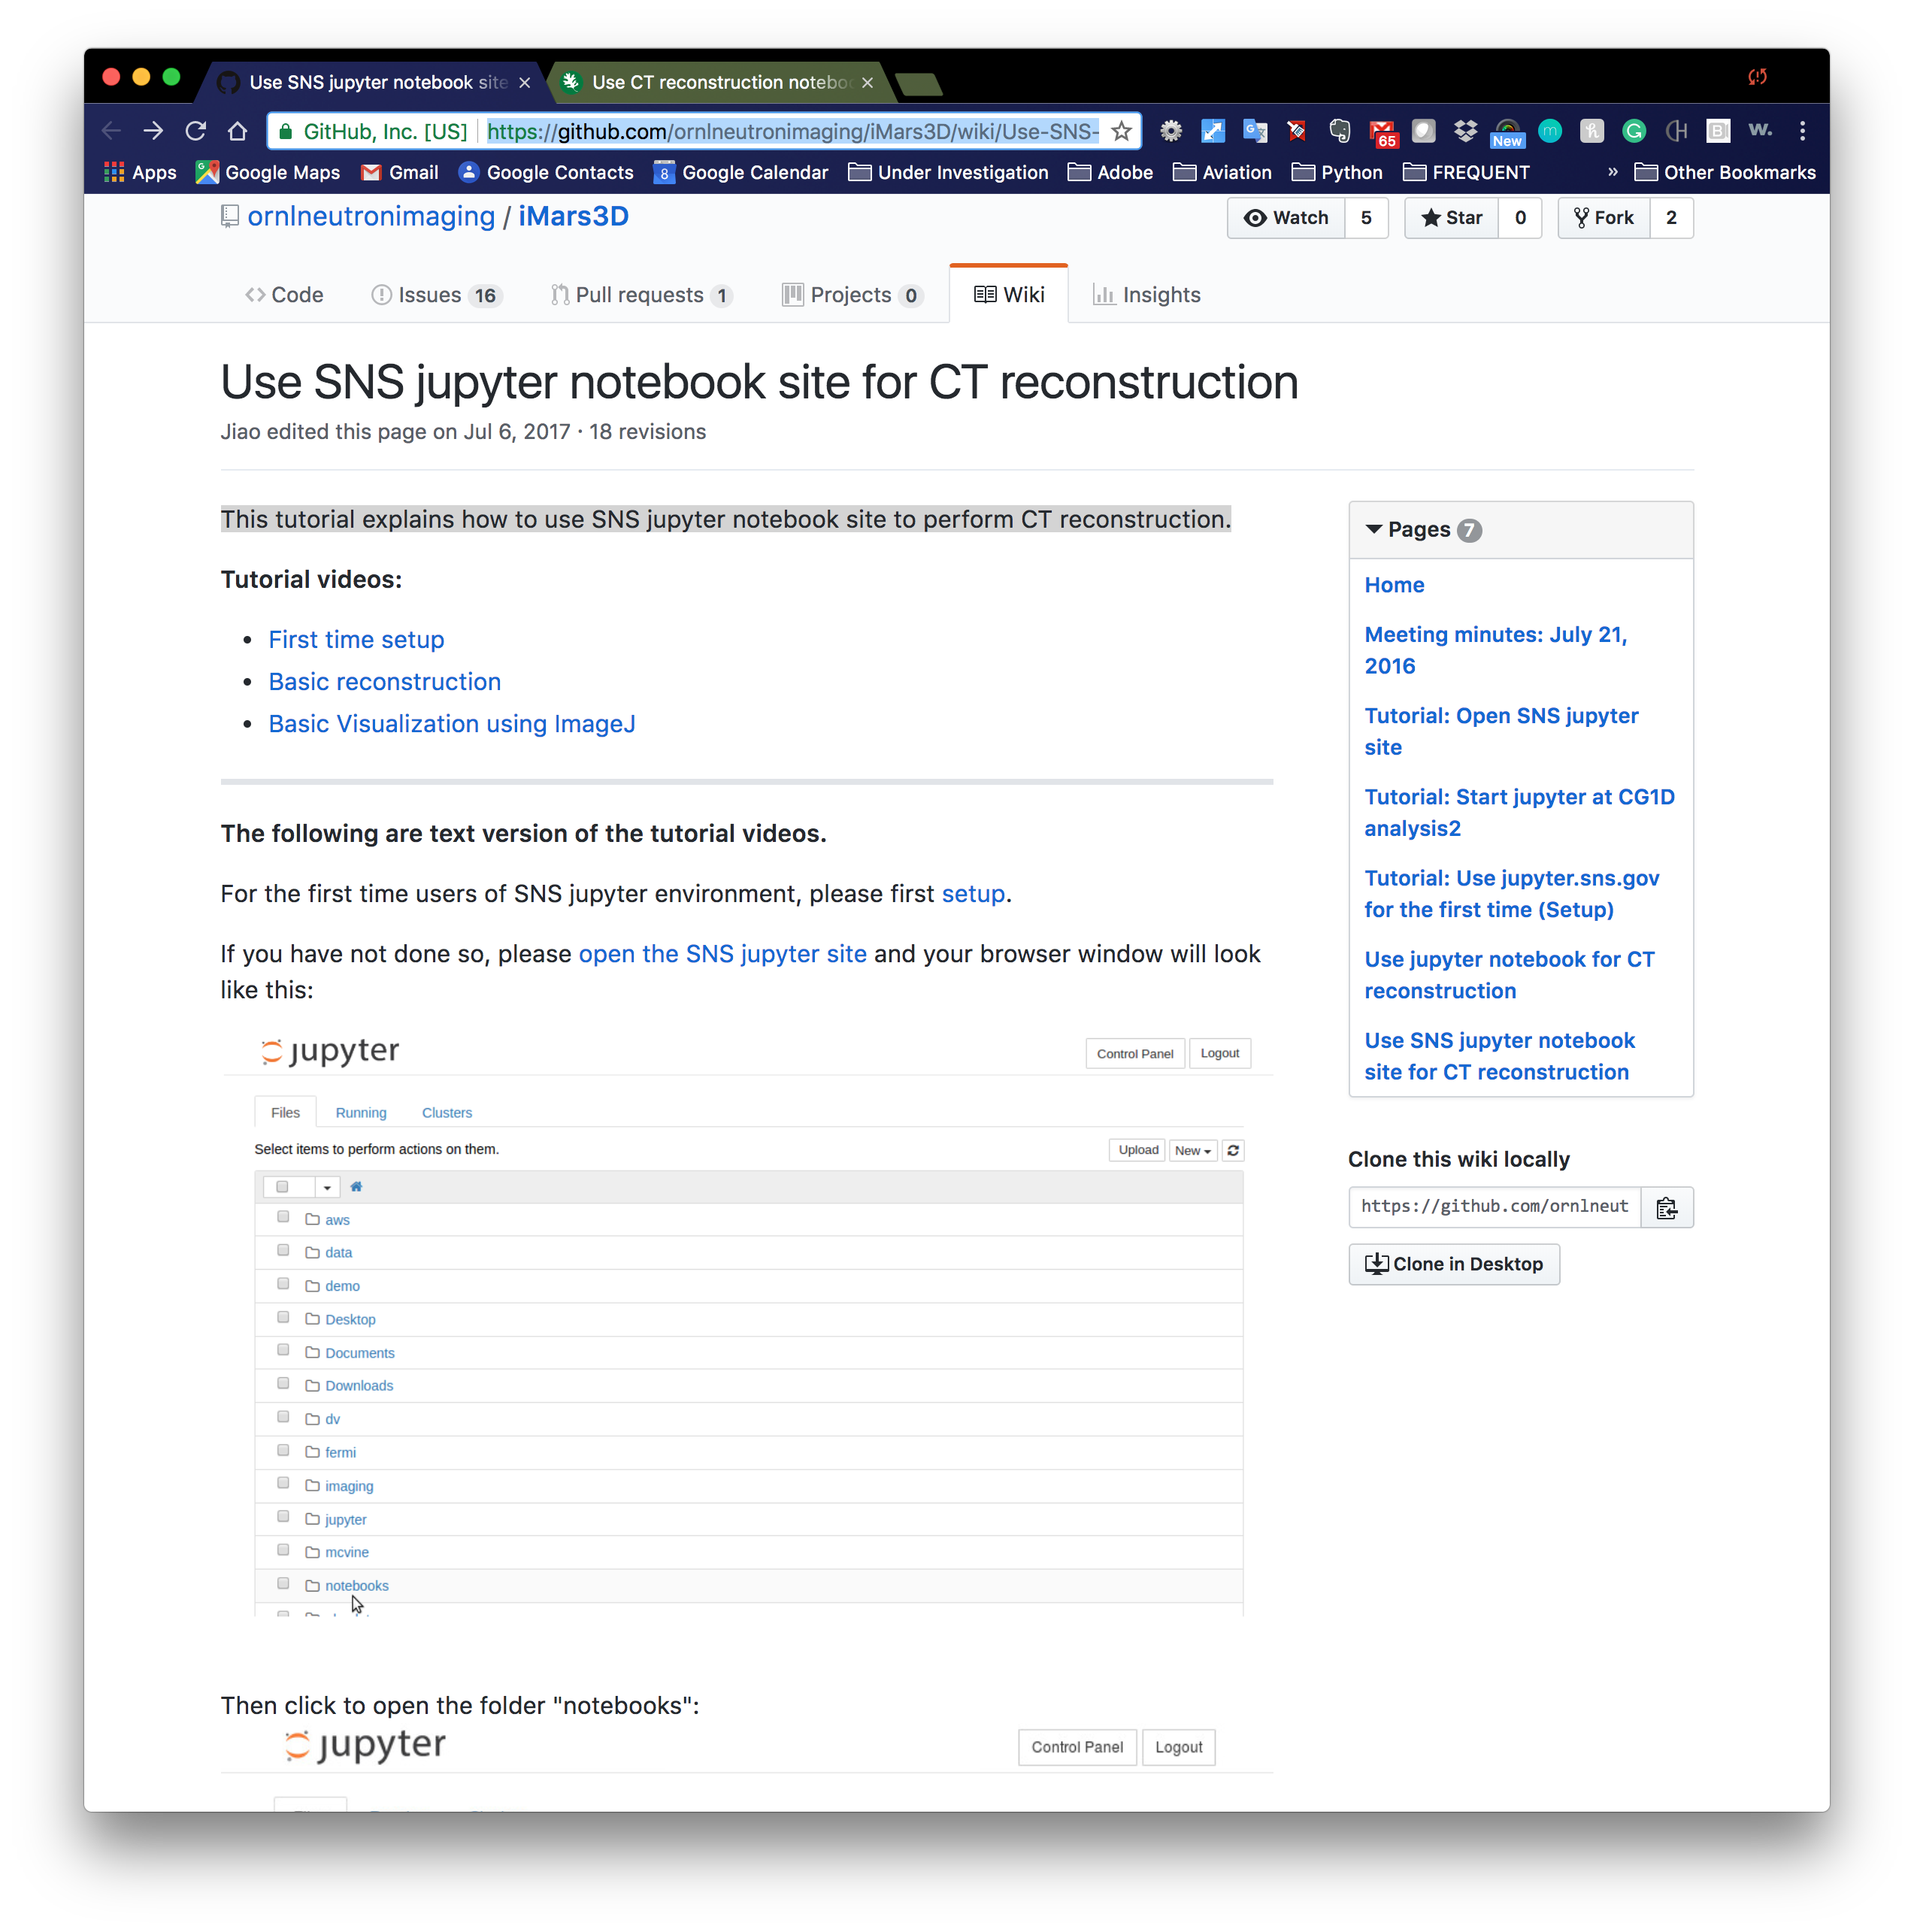 Use SNS jupyter notebook site
Use CT reconstruction noteboo
GitHub, Inc. [US] https://github.com/ornlneutronimaging/iMars3D/wiki/Use-SNS-
65
New
Apps Google Maps Gmail Google Contacts 8 Google Calendar Under Investigation Adobe Aviation Python FREQUENT » Other Bookmarks
ornlneutronimaging / iMars3D
Watch 5 Star 0 Fork 2
Code Issues 16 Pull requests 1 Projects 0 Wiki Insights
Use SNS jupyter notebook site for CT reconstruction
Jiao edited this page on Jul 6, 2017 · 18 revisions
This tutorial explains how to use SNS jupyter notebook site to perform CT reconstruction.
Tutorial videos:
• First time setup
• Basic reconstruction
• Basic Visualization using ImageJ
The following are text version of the tutorial videos.
For the first time users of SNS jupyter environment, please first setup.
If you have not done so, please open the SNS jupyter site and your browser window will look
like this:
jupyter
Control Panel Logout
Files Running Clusters
Select items to perform actions on them.
Upload New
aws
data
demo
Desktop
Documents
Downloads
dv
fermi
imaging
jupyter
mcvine
notebooks
Then click to open the folder "notebooks":
jupyter
Control Panel Logout
Pages 7
Home
Meeting minutes: July 21,
2016
Tutorial: Open SNS jupyter
site
Tutorial: Start jupyter at CG1D
analysis2
Tutorial: Use jupyter.sns.gov
for the first time (Setup)
Use jupyter notebook for CT
reconstruction
Use SNS jupyter notebook
site for CT reconstruction
Clone this wiki locally
https://github.com/ornlneut
Clone in Desktop